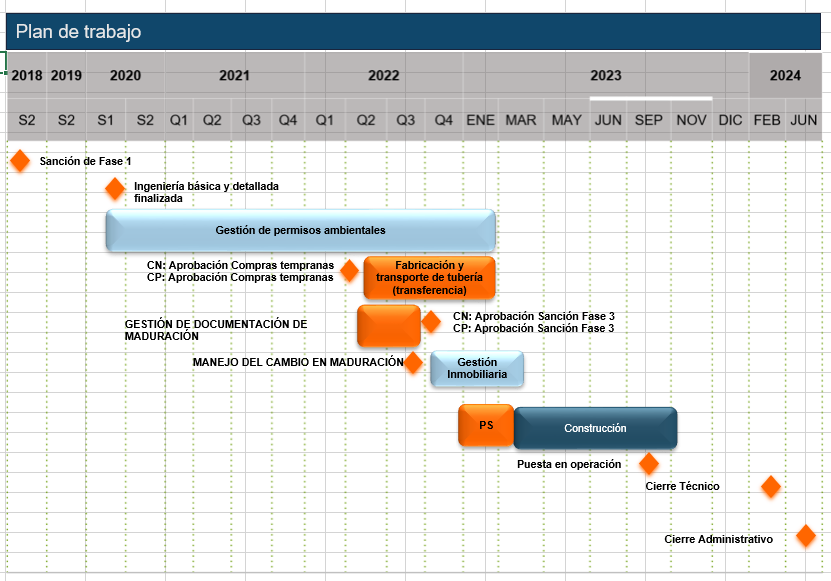 Plan de trabajo
2018 2019 2020 2021 2022 2023 2024
S2 S2 S1 S2 Q1 Q2 Q3 Q4 Q1 Q2 Q3 Q4 ENE MAR MAY JUN SEP NOV DIC FEB JUN
Sanción de Fase 1
Ingeniería básica y detallada
finalizada
Gestión de permisos ambientales
CN: Aprobación Compras tempranas
CP: Aprobación Compras tempranas
Fabricación y
transporte de tubería
(transferencia)
GESTIÓN DE DOCUMENTACIÓN DE
MADURACIÓN
CN: Aprobación Sanción Fase 3
CP: Aprobación Sanción Fase 3
MANEJO DEL CAMBIO EN MADURACIÓN
Gestión
Inmobiliaria
PS
Construcción
Puesta en operación
Cierre Técnico
Cierre Administrativo